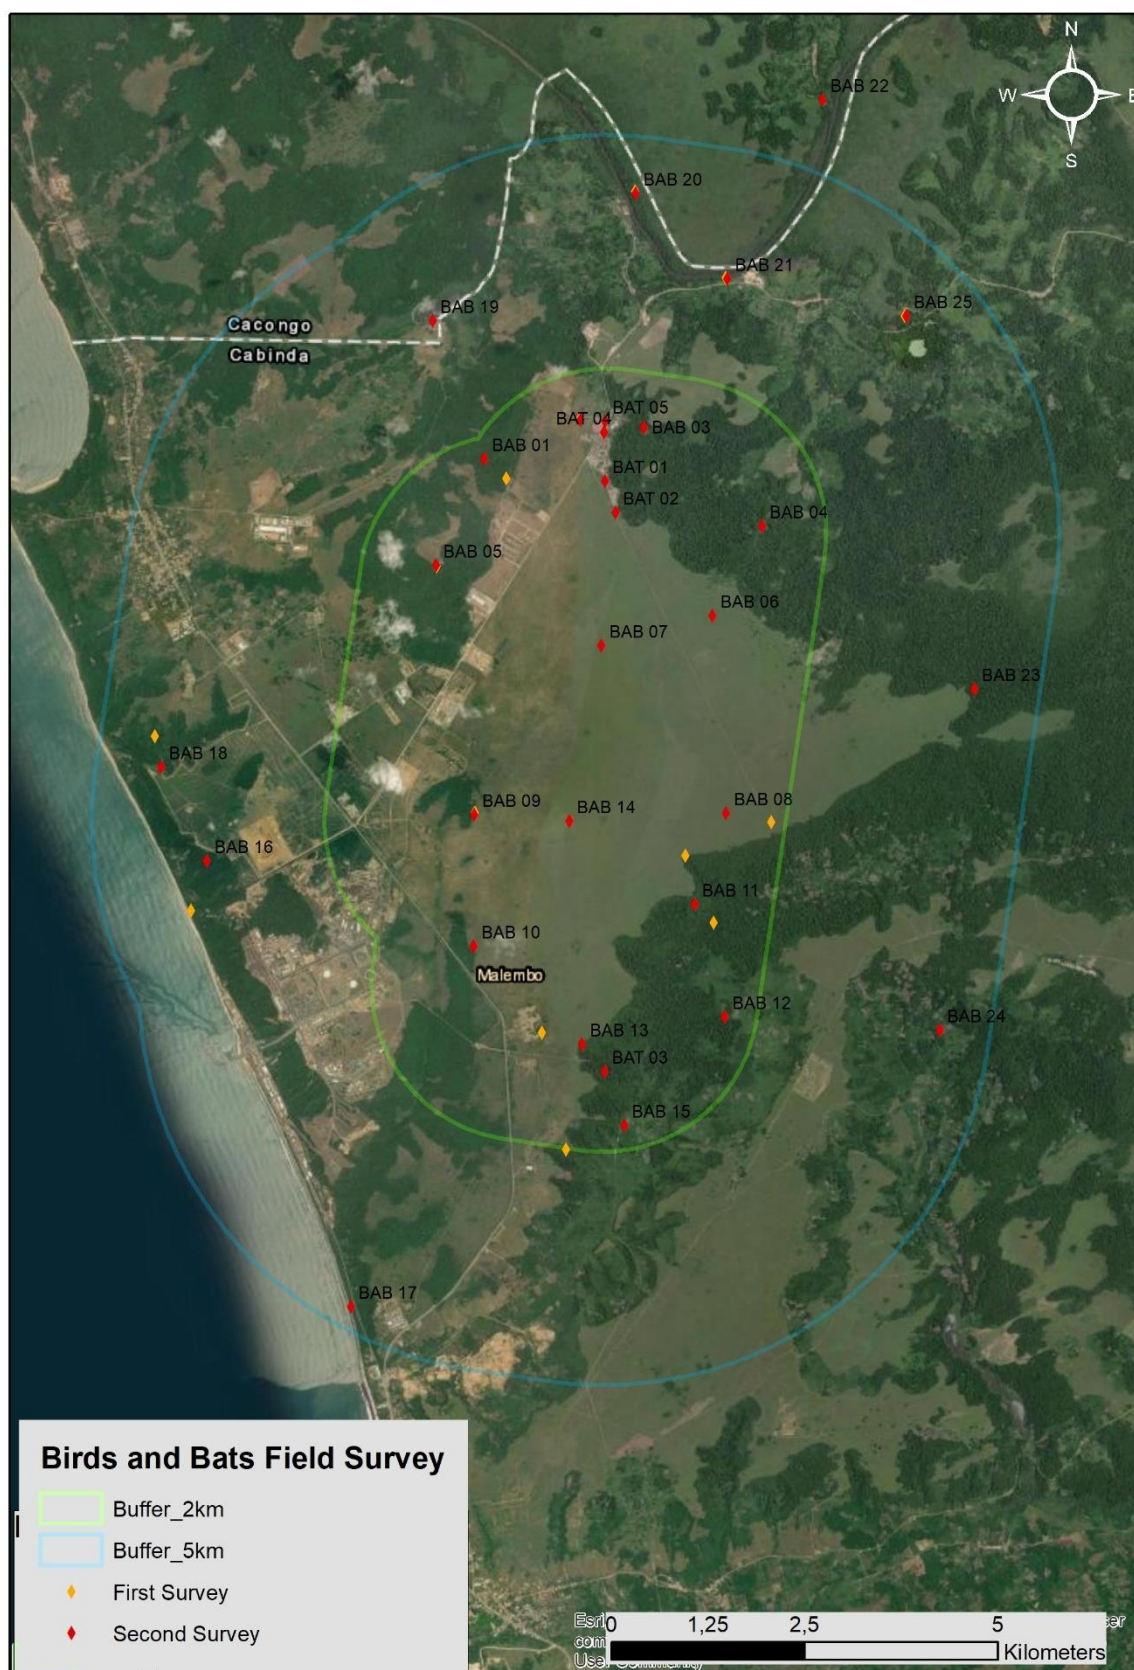 N
W
E
S
BAB 22
BAB 20
BAB 21
BAB 25
BAB 19
Cacongo
Cabinda
BAT 05
BAT 04
BAB 03
BAB 01
BAT 01
BAT 02
BAB 04
BAB 05
BAB 06
BAB 07
BAB 23
BAB 18
BAB 09
BAB 14
BAB 08
BAB 16
BAB 11
BAB 10
Malembo
BAB 12
BAB 24
BAB 13
BAT 03
BAB 15
BAB 17
Birds and Bats Field Survey
Buffer_2km
Buffer_5km
First Survey
Second Survey
Esri
0 1,25 2,5 5
Kilometers